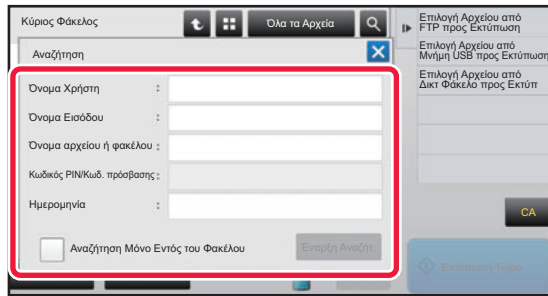 Κύριος Φάκελος
Όλα τα Αρχεία
Αναζήτηση
Όνομα Χρήστη :
Όνομα Εισόδου :
Όνομα αρχείου ή φακέλου :
Κωδικός PIN/Κωδ. πρόσβασης :
Ημερομηνία :
Αναζήτηση Μόνο Εντός του Φακέλου
Έναρξη Αναζήτ.
Επιλογή Αρχείου από
FTP προς Εκτύπωση
Επιλογή Αρχείου από
Μνήμη USB προς Εκτύπωση
Επιλογή Αρχείου από
Δικτ Φάκελο προς Εκτύπ
CA
Εκτύπωση Τώρα